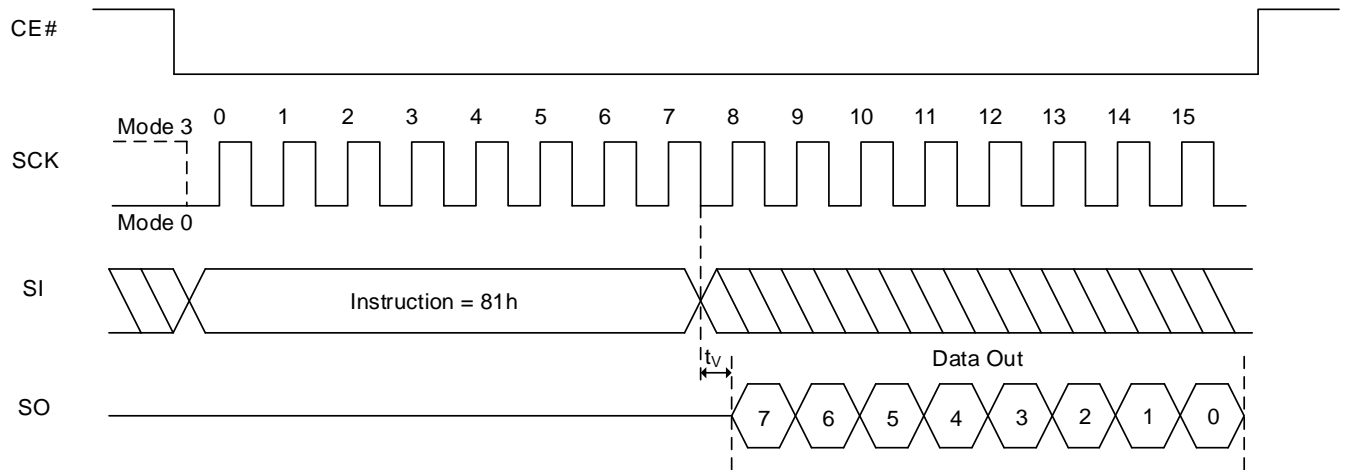 CE#
0 1 2 3 4 5 6 7 8 9 10 11 12 13 14 15
Mode 3
SCK
Mode 0
SI
Instruction = 81h
tV
Data Out
SO
7 6 5 4 3 2 1 0